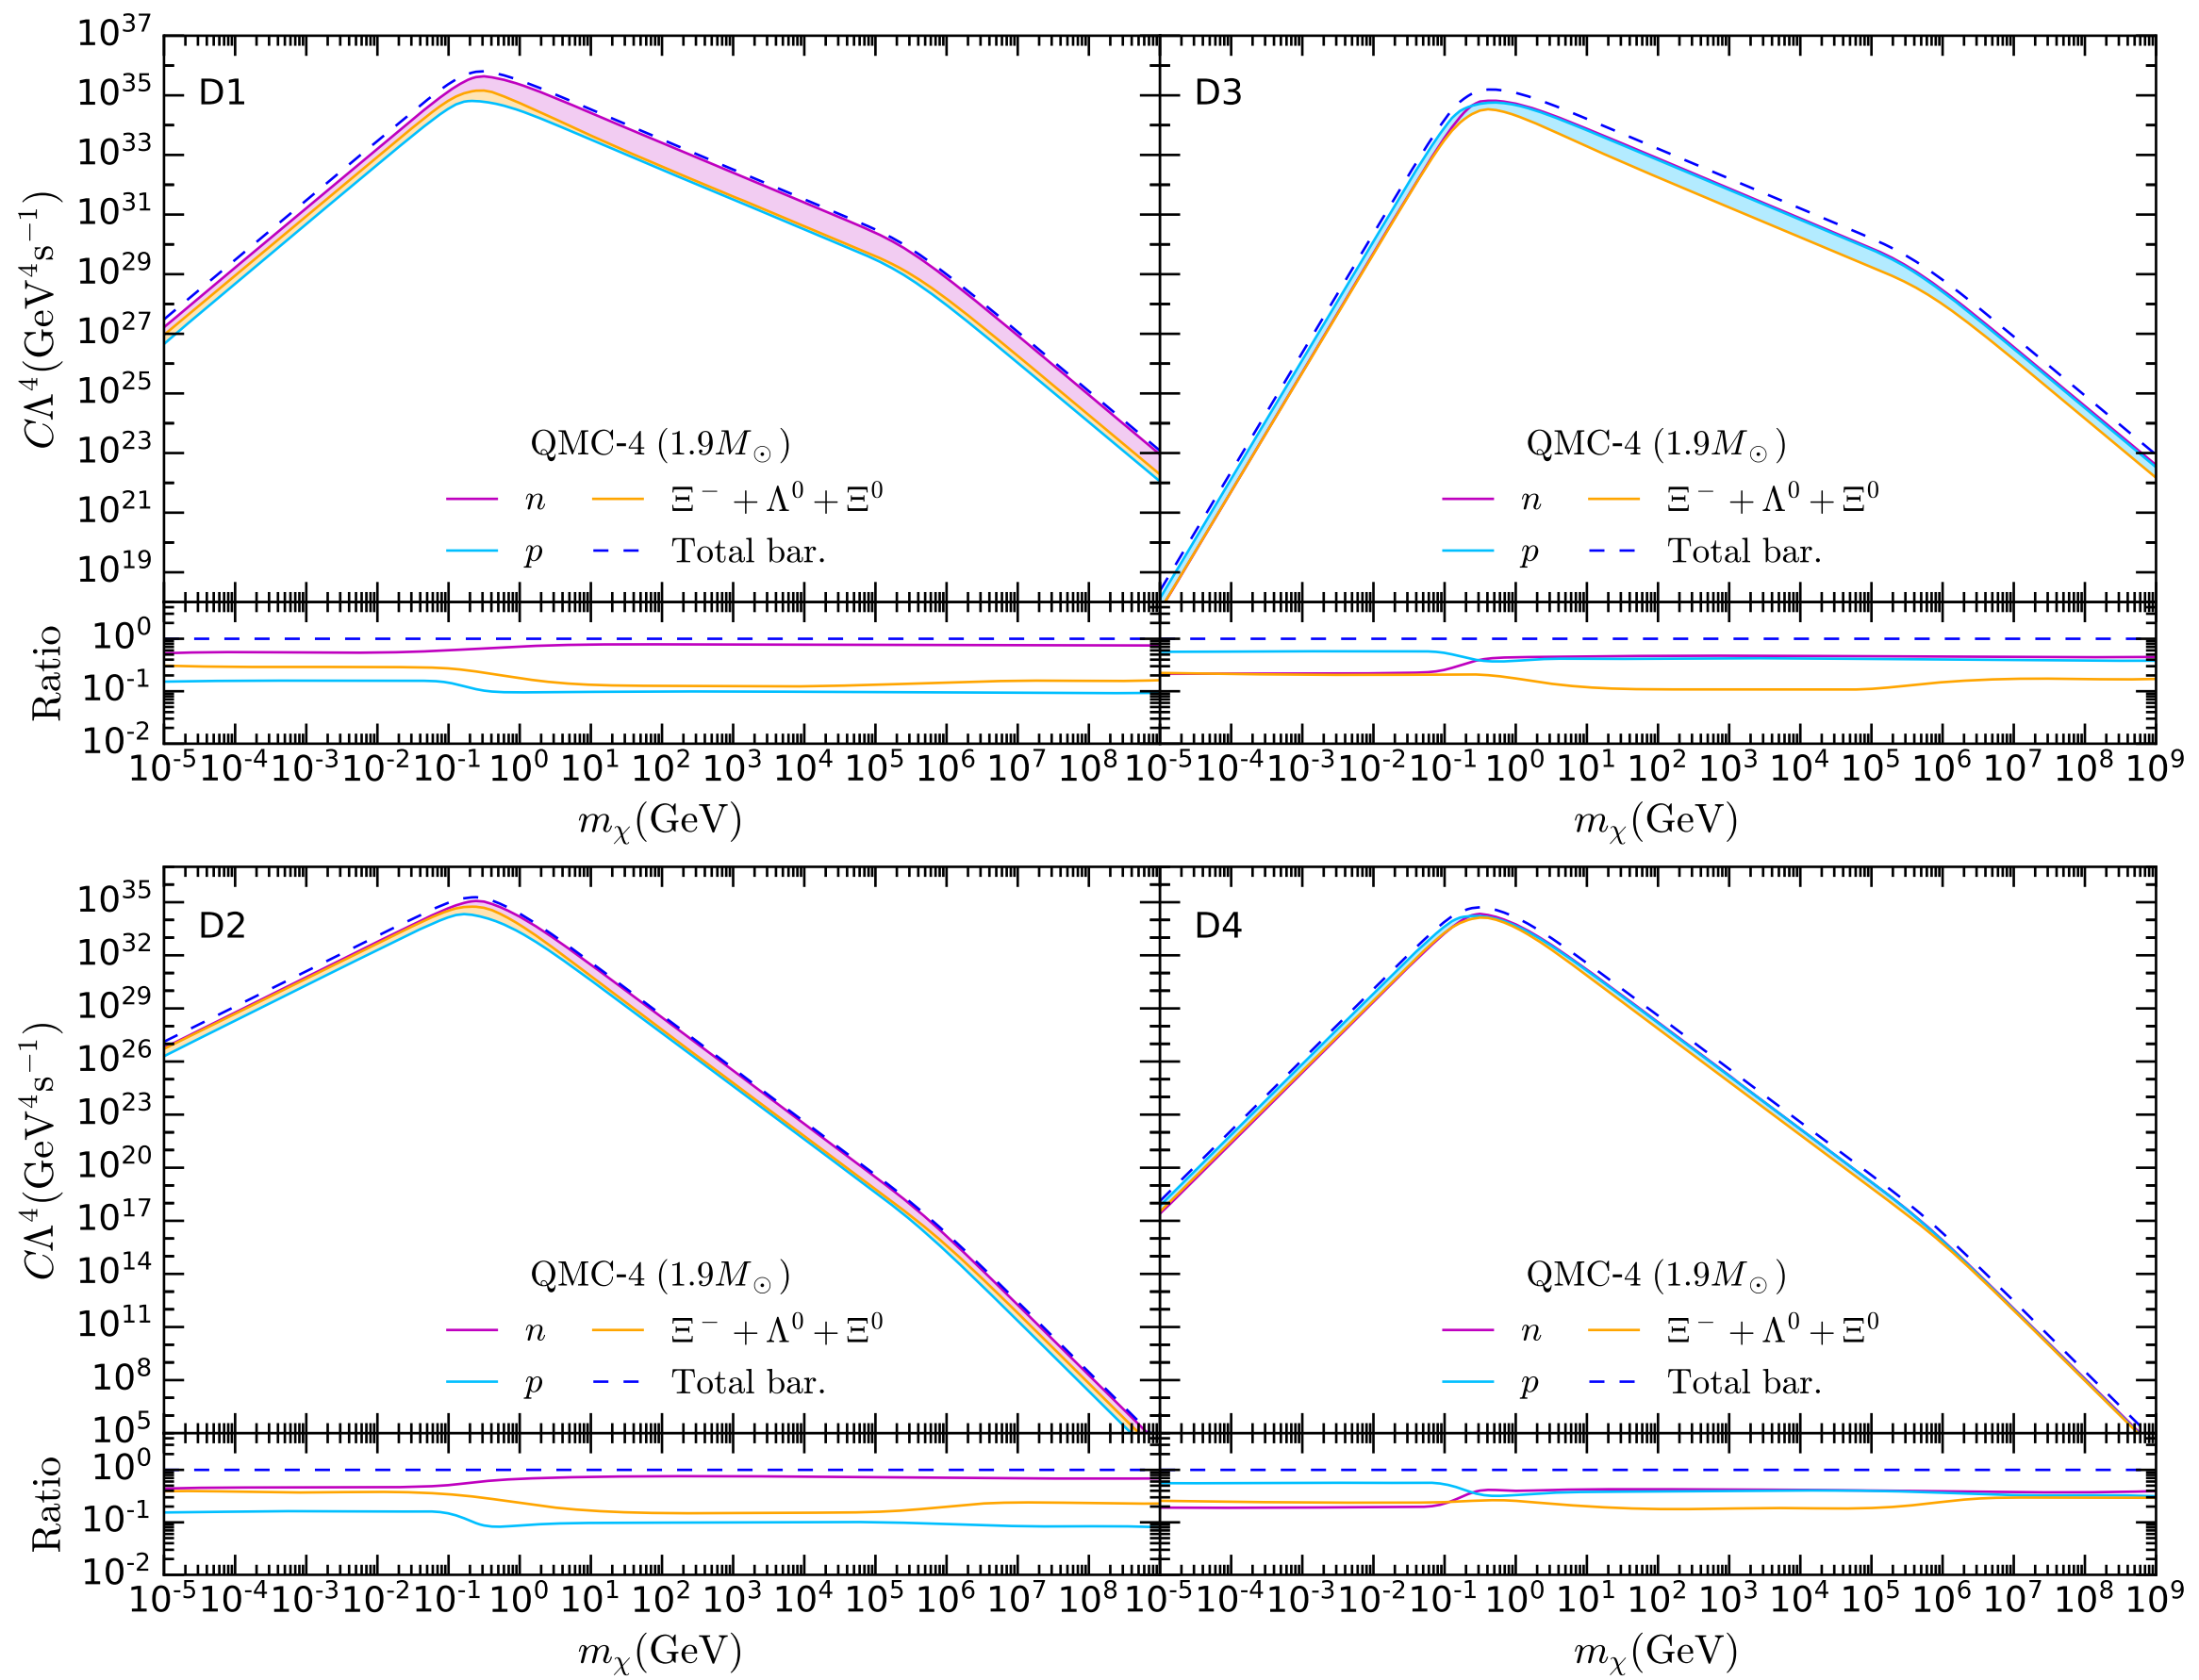 10^37
10^35
10^33
10^31
10^29
10^27
10^25
10^23
10^21
10^19
CΛ^4(GeV^4s^−1)
D1
QMC-4 (1.9M_⊙)
n Ξ^− + Λ^0 + Ξ^0
p Total bar.
D3
QMC-4 (1.9M_⊙)
n Ξ^− + Λ^0 + Ξ^0
p Total bar.
Ratio
10^0
10^-1
10^-2
10^-5 10^-4 10^-3 10^-2 10^-1 10^0 10^1 10^2 10^3 10^4 10^5 10^6 10^7 10^8 10^-5 10^-4 10^-3 10^-2 10^-1 10^0 10^1 10^2 10^3 10^4 10^5 10^6 10^7 10^8 10^9
m_χ(GeV) m_χ(GeV)
10^35
10^32
10^29
10^26
10^23
10^20
10^17
10^14
10^11
10^8
10^5
CΛ^4(GeV^4s^−1)
D2
QMC-4 (1.9M_⊙)
n Ξ^− + Λ^0 + Ξ^0
p Total bar.
D4
QMC-4 (1.9M_⊙)
n Ξ^− + Λ^0 + Ξ^0
p Total bar.
Ratio
10^0
10^-1
10^-2
10^-5 10^-4 10^-3 10^-2 10^-1 10^0 10^1 10^2 10^3 10^4 10^5 10^6 10^7 10^8 10^-5 10^-4 10^-3 10^-2 10^-1 10^0 10^1 10^2 10^3 10^4 10^5 10^6 10^7 10^8 10^9
m_χ(GeV) m_χ(GeV)